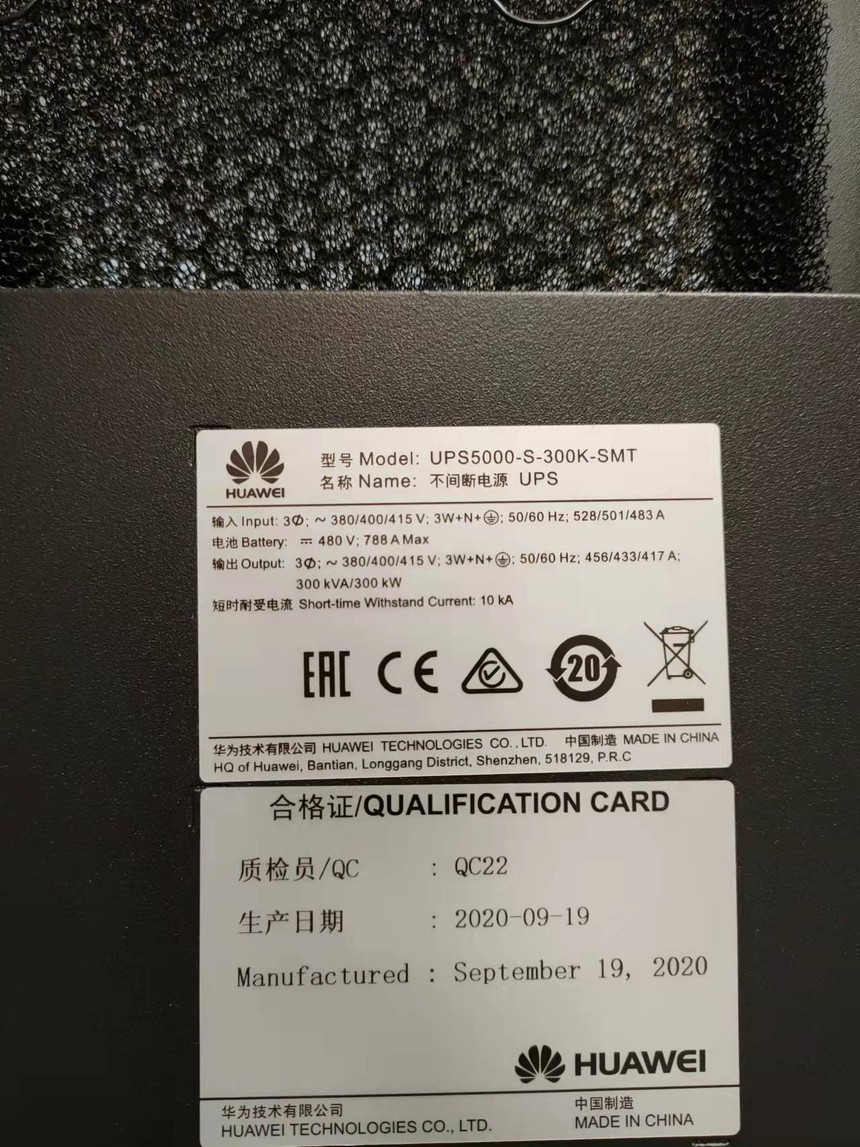 HUAWEI
型号 Model: UPS5000-S-300K-SMT
名称 Name: 不间断电源 UPS
输入 Input: 3Ф; ~ 380/400/415 V; 3W+N+⏚; 50/60 Hz; 528/501/483 A
电池 Battery: ⎓ 480 V; 788 A Max
输出 Output: 3Ф; ~ 380/400/415 V; 3W+N+⏚; 50/60 Hz; 456/433/417 A;
300 kVA/300 kW
短时耐受电流 Short-time Withstand Current: 10 kA
EAC CE 20
华为技术有限公司 HUAWEI TECHNOLOGIES CO.,LTD. 中国制造 MADE IN CHINA
HQ of Huawei, Bantian, Longgang District, Shenzhen, 518129, P.R.C
合格证/QUALIFICATION CARD
质检员/QC : QC22
生产日期 : 2020-09-19
Manufactured : September 19, 2020
HUAWEI
华为技术有限公司 中国制造
HUAWEI TECHNOLOGIES CO., LTD. MADE IN CHINA